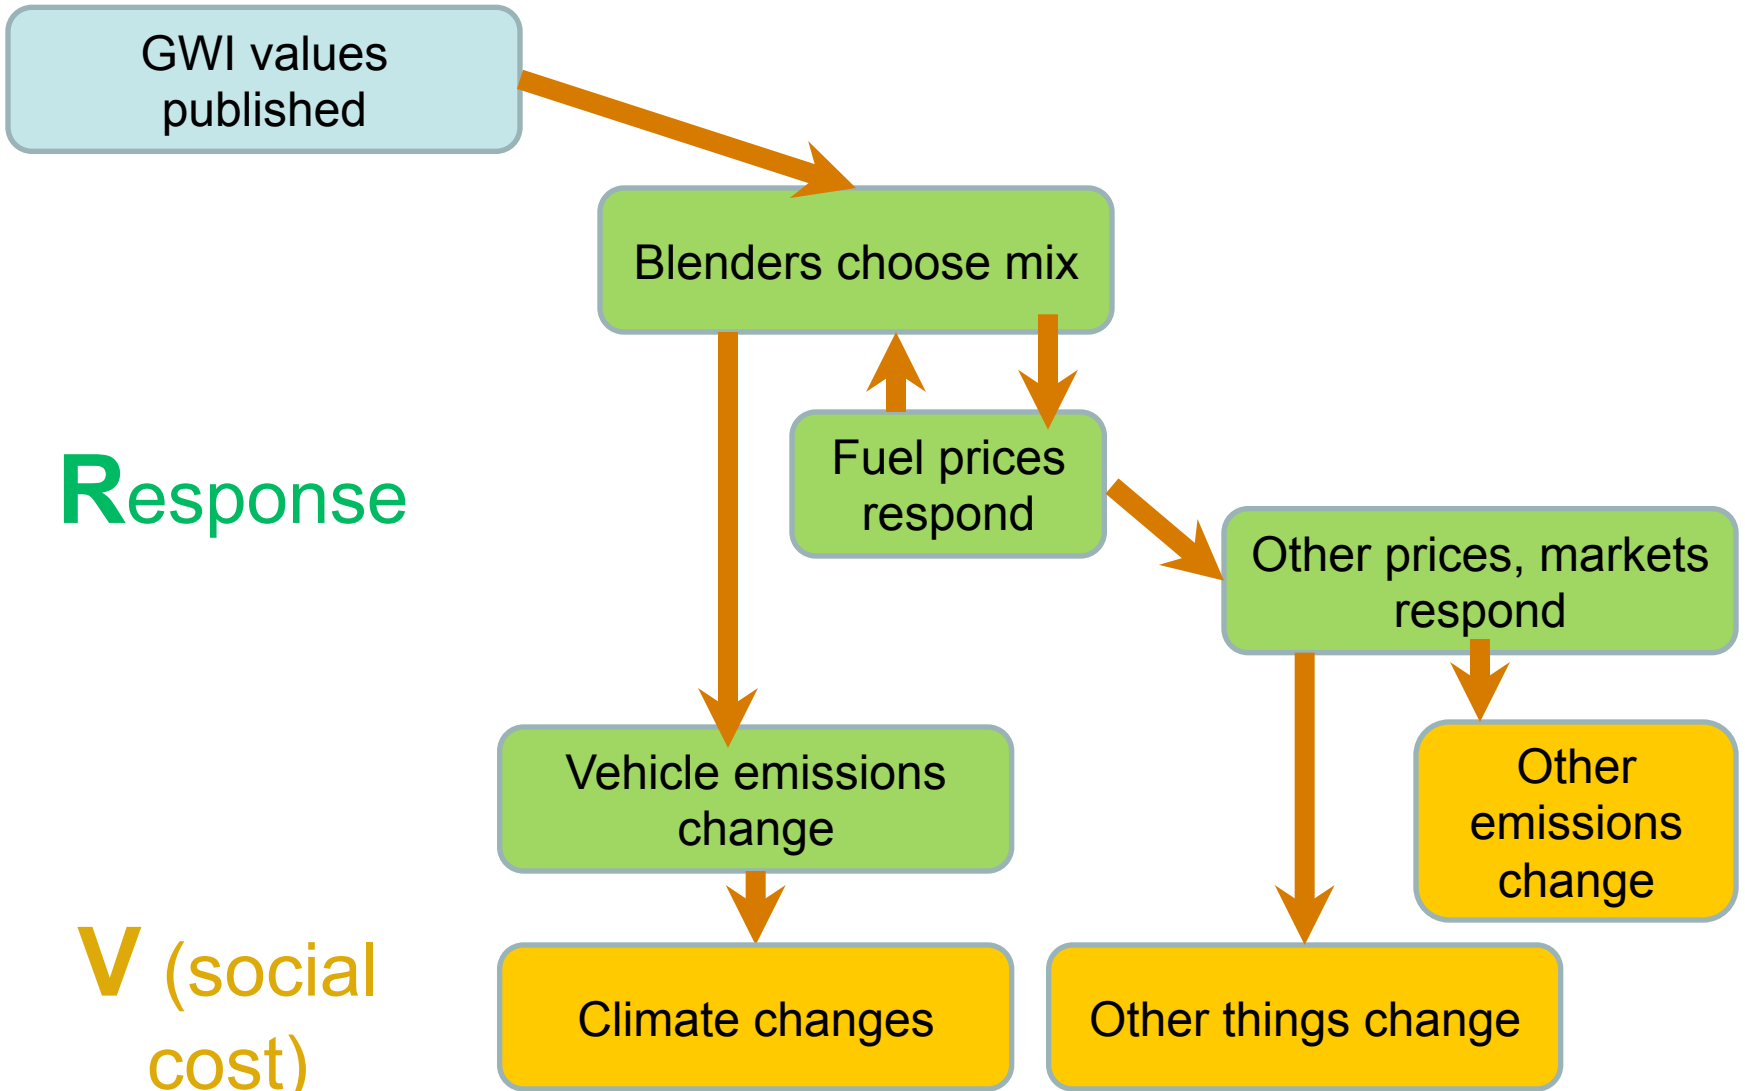 GWI values
published
Blenders choose mix
Fuel prices
respond
Response
Other prices, markets
respond
Vehicle emissions
change
Other
emissions
change
V (social
cost)
Climate changes
Other things change